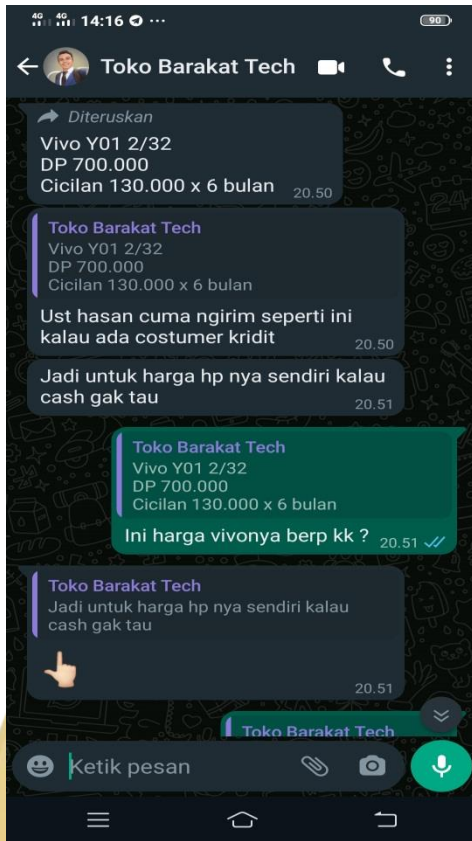 4G 4G 14:16 ...
90
Toko Barakat Tech
Diteruskan
Vivo Y01 2/32
DP 700.000
Cicilan 130.000 x 6 bulan 20.50
Toko Barakat Tech
Vivo Y01 2/32
DP 700.000
Cicilan 130.000 x 6 bulan
Ust hasan cuma ngirim seperti ini
kalau ada costumer kridit 20.50
Jadi untuk harga hp nya sendiri kalau
cash gak tau 20.51
Toko Barakat Tech
Vivo Y01 2/32
DP 700.000
Cicilan 130.000 x 6 bulan
Ini harga vivonya berp kk ? 20.51
Toko Barakat Tech
Jadi untuk harga hp nya sendiri kalau
cash gak tau
20.51
Toko Barakat Tech
Ketik pesan